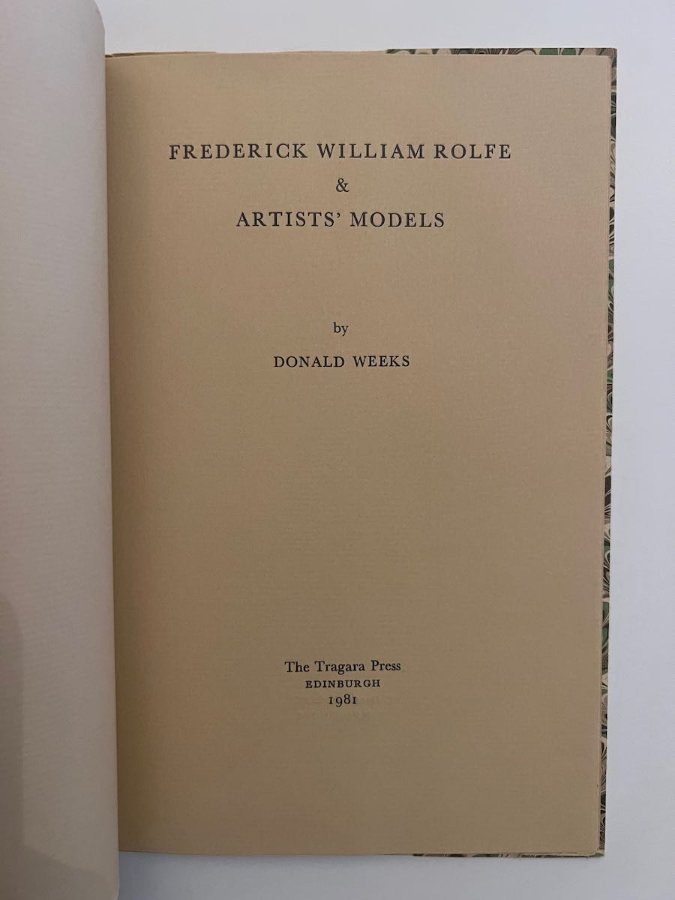 FREDERICK WILLIAM ROLFE
&
ARTISTS’ MODELS
by
DONALD WEEKS
The Tragara Press
EDINBURGH
1981